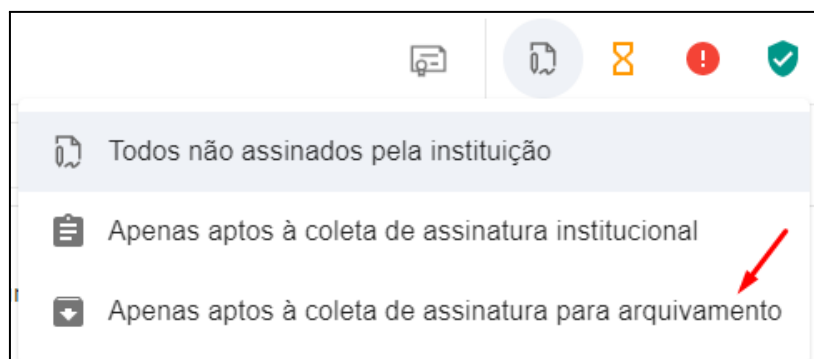 Todos não assinados pela instituição
Apenas aptos à coleta de assinatura institucional
Apenas aptos à coleta de assinatura para arquivamento